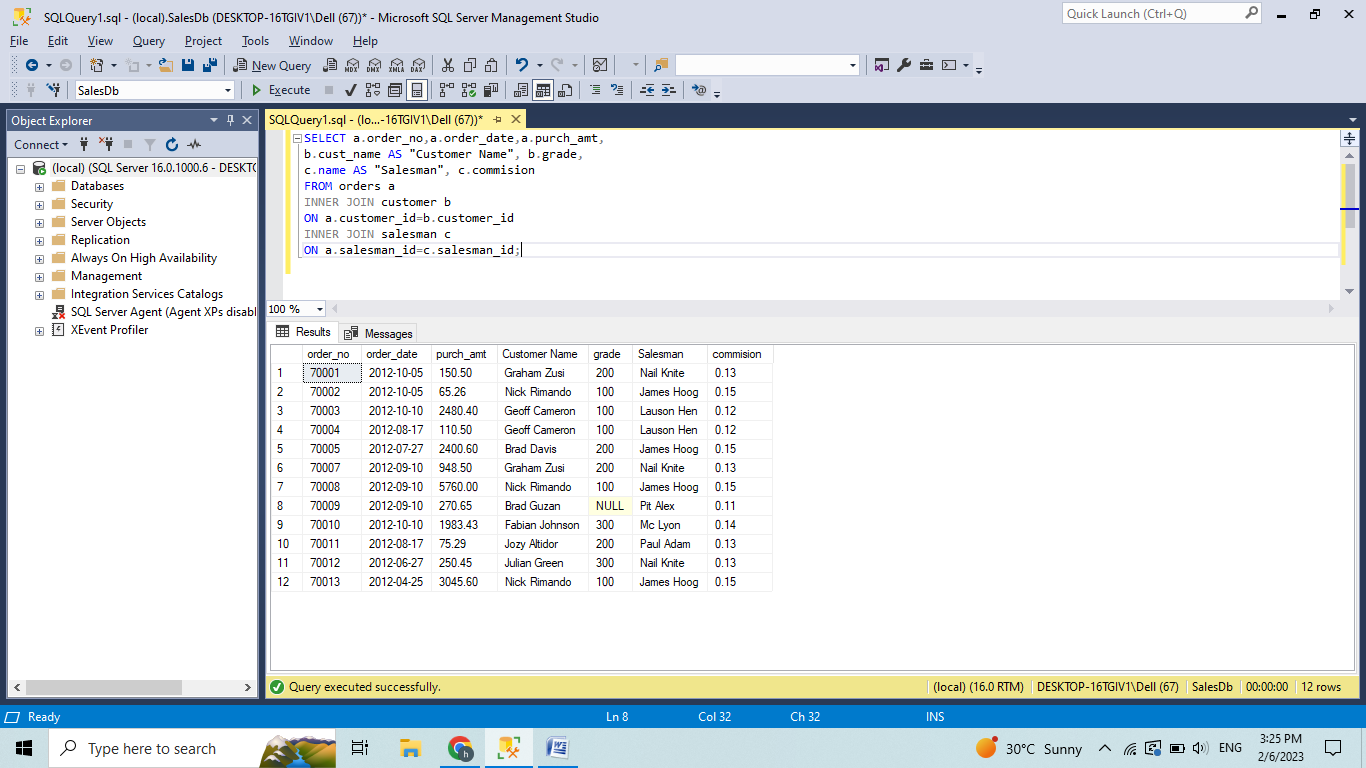 SQLQuery1.sql - (local).SalesDb (DESKTOP-16TGIV1\Dell (67))* - Microsoft SQL Server Management Studio
Quick Launch (Ctrl+Q)
File Edit View Query Project Tools Window Help
New Query MDX DMX XMLA DAX
SalesDb Execute
Object Explorer
SQLQuery1.sql - (lo...-16TGIV1\Dell (67))*
Connect
(local) (SQL Server 16.0.1000.6 - DESKTO
Databases
Security
Server Objects
Replication
Always On High Availability
Management
Integration Services Catalogs
SQL Server Agent (Agent XPs disabl
XEvent Profiler
SELECT a.order_no,a.order_date,a.purch_amt,
b.cust_name AS "Customer Name", b.grade,
c.name AS "Salesman", c.commision
FROM orders a
INNER JOIN customer b
ON a.customer_id=b.customer_id
INNER JOIN salesman c
ON a.salesman_id=c.salesman_id;
100 %
Results Messages
order_no order_date purch_amt Customer Name grade Salesman commision
1 70001 2012-10-05 150.50 Graham Zusi 200 Nail Knite 0.13
2 70002 2012-10-05 65.26 Nick Rimando 100 James Hoog 0.15
3 70003 2012-10-10 2480.40 Geoff Cameron 100 Lauson Hen 0.12
4 70004 2012-08-17 110.50 Geoff Cameron 100 Lauson Hen 0.12
5 70005 2012-07-27 2400.60 Brad Davis 200 James Hoog 0.15
6 70007 2012-09-10 948.50 Graham Zusi 200 Nail Knite 0.13
7 70008 2012-09-10 5760.00 Nick Rimando 100 James Hoog 0.15
8 70009 2012-09-10 270.65 Brad Guzan NULL Pit Alex 0.11
9 70010 2012-10-10 1983.43 Fabian Johnson 300 Mc Lyon 0.14
10 70011 2012-08-17 75.29 Jozy Altidor 200 Paul Adam 0.13
11 70012 2012-06-27 250.45 Julian Green 300 Nail Knite 0.13
12 70013 2012-04-25 3045.60 Nick Rimando 100 James Hoog 0.15
Query executed successfully. (local) (16.0 RTM) DESKTOP-16TGIV1\Dell (67) SalesDb 00:00:00 12 rows
Ready Ln 8 Col 32 Ch 32 INS
Type here to search 30°C Sunny ENG
3:25 PM
2/6/2023